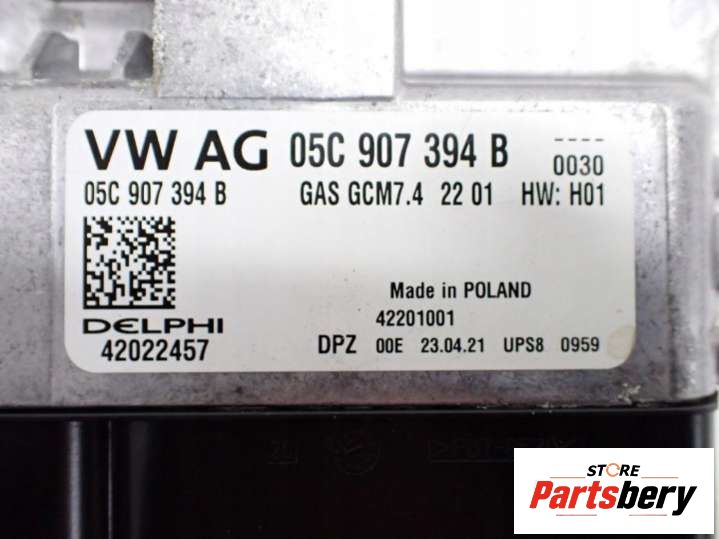 VW AG 05C 907 394 B ----
0030
05C 907 394 B GAS GCM7.4 22 01 HW: H01
Made in POLAND
DELPHI 42201001
42022457 DPZ 00E 23.04.21 UPS8 0959
STORE
Partsbery